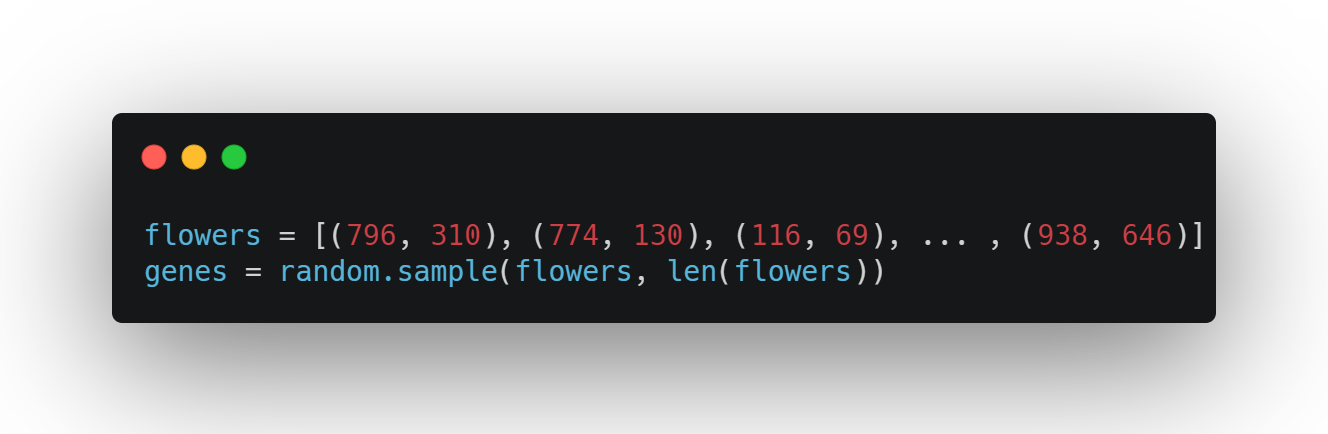 flowers = [(796, 310), (774, 130), (116, 69), ... , (938, 646)]
genes = random.sample(flowers, len(flowers))